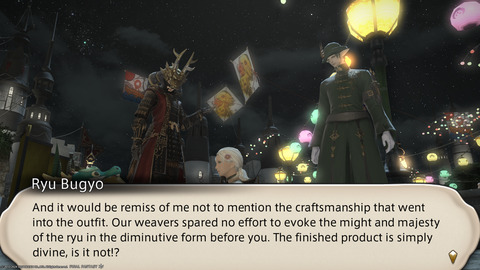 Ryu Bugyo
And it would be remiss of me not to mention the craftsmanship that went
into the outfit. Our weavers spared no effort to evoke the might and majesty
of the ryu in the diminutive form before you. The finished product is simply
divine, is it not!?